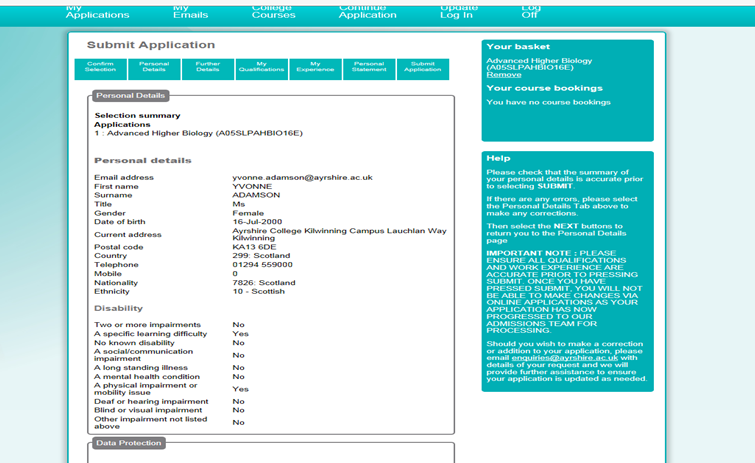 My Applications
My Emails
College Courses
Continue Application
Update Log In
Log Off
Submit Application
Confirm Selection
Personal Details
Further Details
My Qualifications
My Experience
Personal Statement
Submit Application
Personal Details
Selection summary
Applications
1 : Advanced Higher Biology (A05SLPAHBIO16E)
Personal details
Email address yvonne.adamson@ayrshire.ac.uk
First name YVONNE
Surname ADAMSON
Title Ms
Gender Female
Date of birth 16-Jul-2000
Current address Ayrshire College Kilwinning Campus Lauchlan Way
Kilwinning
Postal code KA13 6DE
Country 299: Scotland
Telephone 01294 559000
Mobile 0
Nationality 7826: Scotland
Ethnicity 10 - Scottish
Disability
Two or more impairments No
A specific learning difficulty Yes
No known disability No
A social/communication
impairment No
A long standing illness No
A mental health condition No
A physical impairment or
mobility issue Yes
Deaf or hearing impairment No
Blind or visual impairment No
Other impairment not listed
above No
Data Protection
Your basket
Advanced Higher Biology
(A05SLPAHBIO16E)
Remove
Your course bookings
You have no course bookings
Help
Please check that the summary of
your personal details is accurate prior
to selecting SUBMIT.
If there are any errors, please select
the Personal Details Tab above to
make any corrections.
Then select the NEXT buttons to
return you to the Personal Details
page
IMPORTANT NOTE : PLEASE
ENSURE ALL QUALIFICATIONS
AND WORK EXPERIENCE ARE
ACCURATE PRIOR TO PRESSING
SUBMIT. ONCE YOU HAVE
PRESSED SUBMIT, YOU WILL NOT
BE ABLE TO MAKE CHANGES VIA
ONLINE APPLICATIONS AS YOUR
APPLICATION HAS NOW
PROGRESSED TO OUR
ADMISSIONS TEAM FOR
PROCESSING.
Should you wish to make a correction
or addition to your application, please
email enquiries@ayrshire.ac.uk with
details of your request and we will
provide further assistance to ensure
your application is updated as needed.